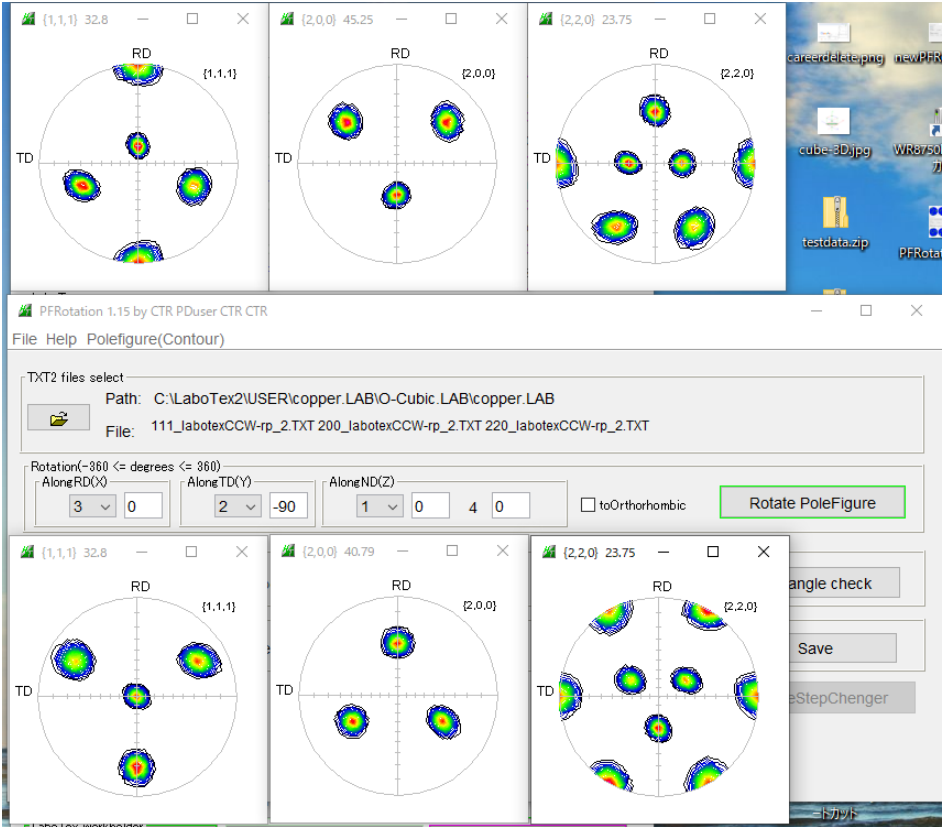 {1,1,1} 32.8
{2,0,0} 45.25
{2,2,0} 23.75
RD
{1,1,1}
TD
RD
{2,0,0}
TD
RD
{2,2,0}
TD
careerdelete.png
cube-3D.jpg
testdata.zip
PFRotation 1.15 by CTR PDuser CTR CTR
File Help Polefigure(Contour)
TXT2 files select
Path: C:\LaboTex2\USER\copper.LAB\O-Cubic.LAB\copper.LAB
File: 111_labotexCCW-rp_2.TXT 200_labotexCCW-rp_2.TXT 220_labotexCCW-rp_2.TXT
Rotation(-360 <= degrees <= 360)
AlongRD(X) AlongTD(Y) AlongND(Z)
3 0 2 -90 1 0 4 0 toOrthorhombic Rotate PoleFigure
{1,1,1} 32.8
{2,0,0} 40.79
{2,2,0} 23.75
RD
{1,1,1}
TD
RD
{2,0,0}
TD
RD
{2,2,0}
TD
angle check
Save
eStepChenger